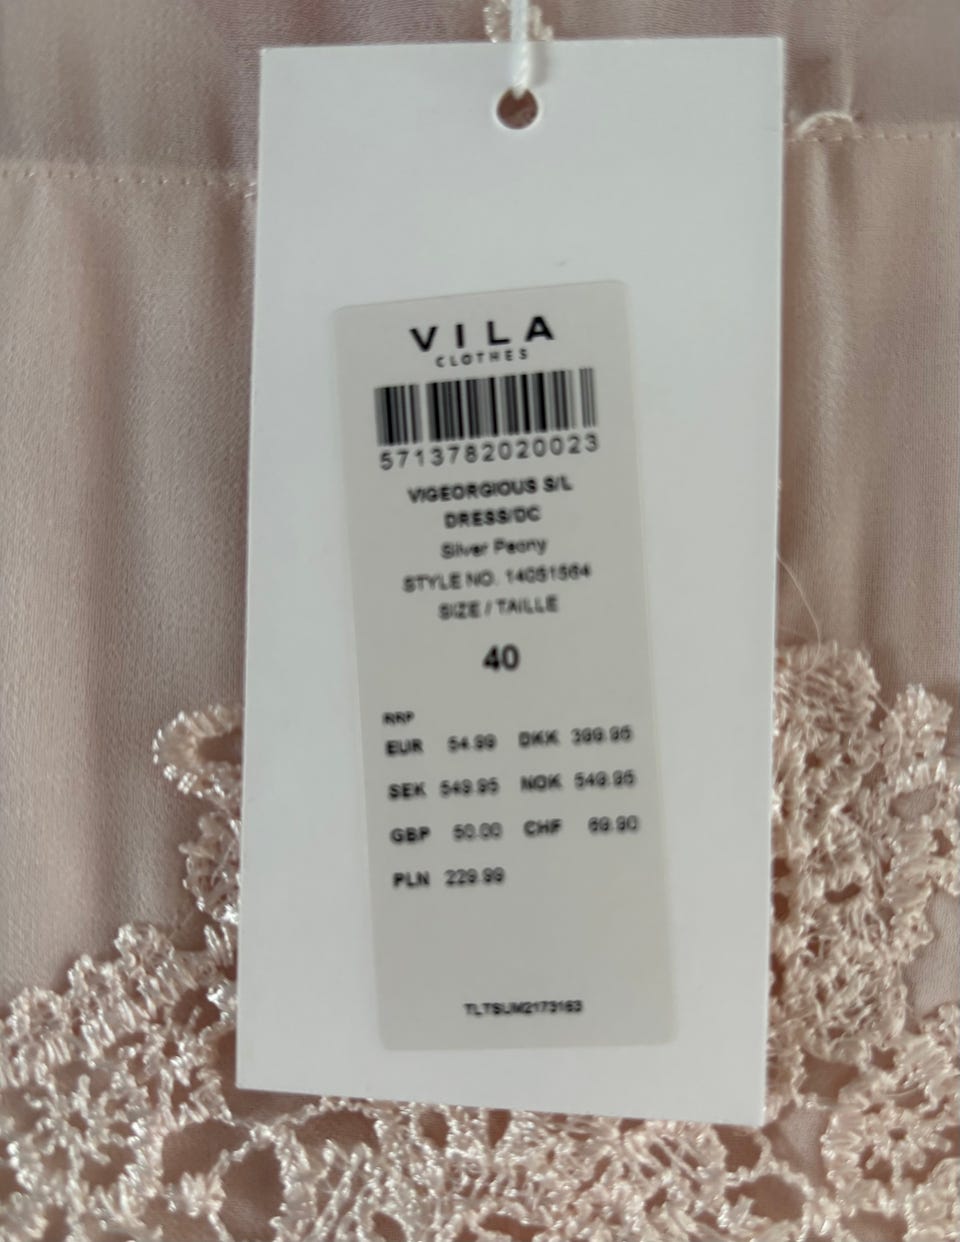 VILA
CLOTHES
5713782020023
VIGEORGIOUS S/L
DRESS/DC
Silver Peony
STYLE NO. 14051564
SIZE / TAILLE
40
RRP
EUR 54.99 DKK 399.95
SEK 549.95 NOK 549.95
GBP 50.00 CHF 69.90
PLN 229.99
TLTSUM2173163